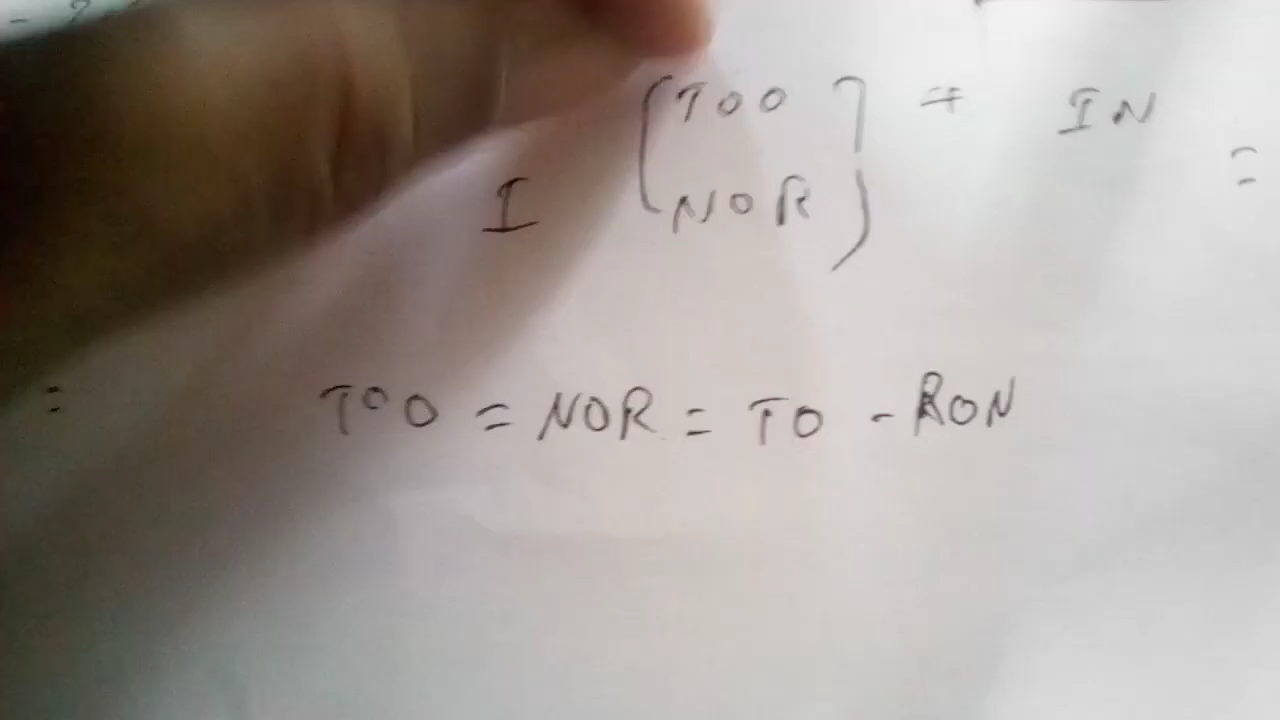 [TOO] + IN
I NOR =
= TOO = NOR = TO - RON